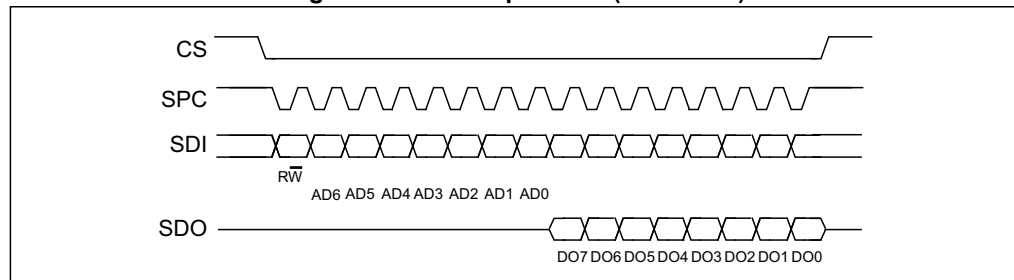 CS
SPC
SDI
RW̅
AD6 AD5 AD4 AD3 AD2 AD1 AD0
SDO
DO7 DO6 DO5 DO4 DO3 DO2 DO1 DO0